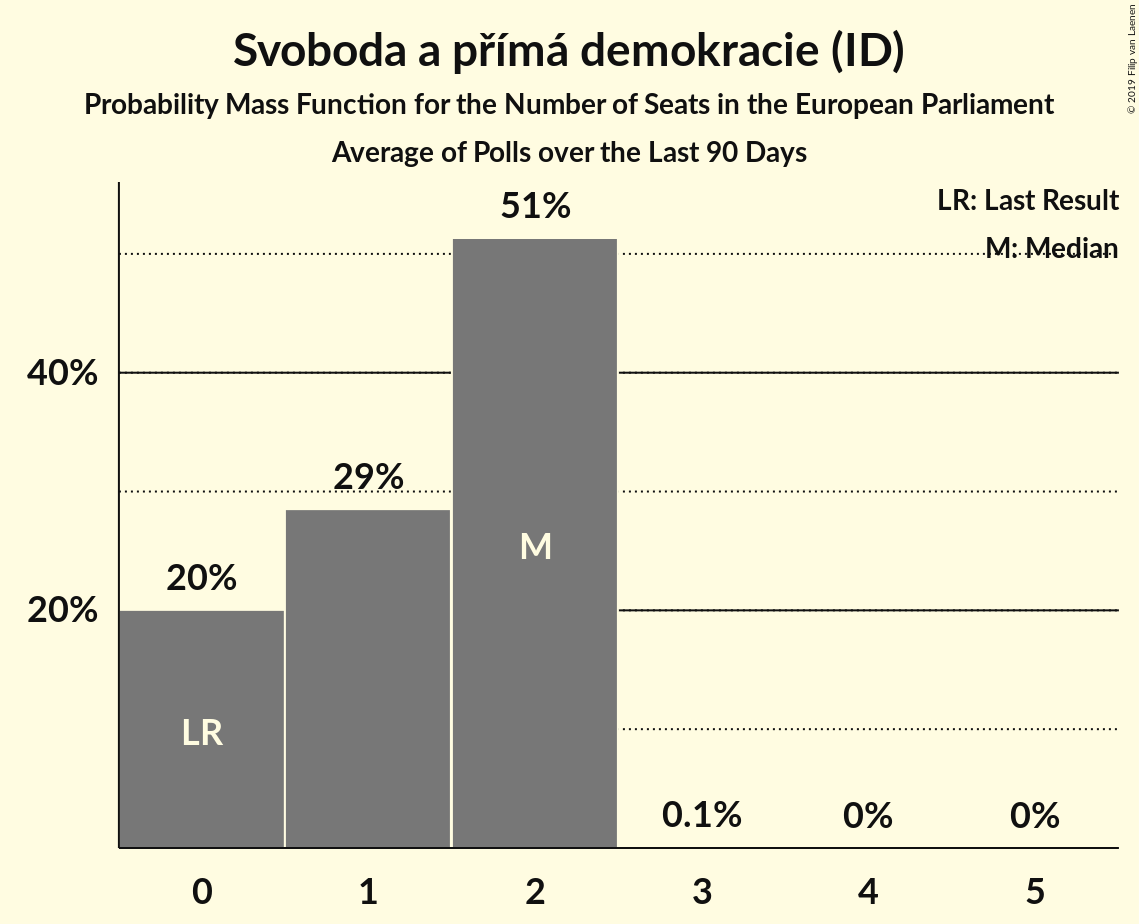 Svoboda a přímá demokracie (ID)
Probability Mass Function for the Number of Seats in the European Parliament
Average of Polls over the Last 90 Days
© 2019 Filip van Laenen
LR: Last Result
M: Median
51%
40%
29%
M
20%
20%
LR
0.1%
0%
0%
0
1
2
3
4
5